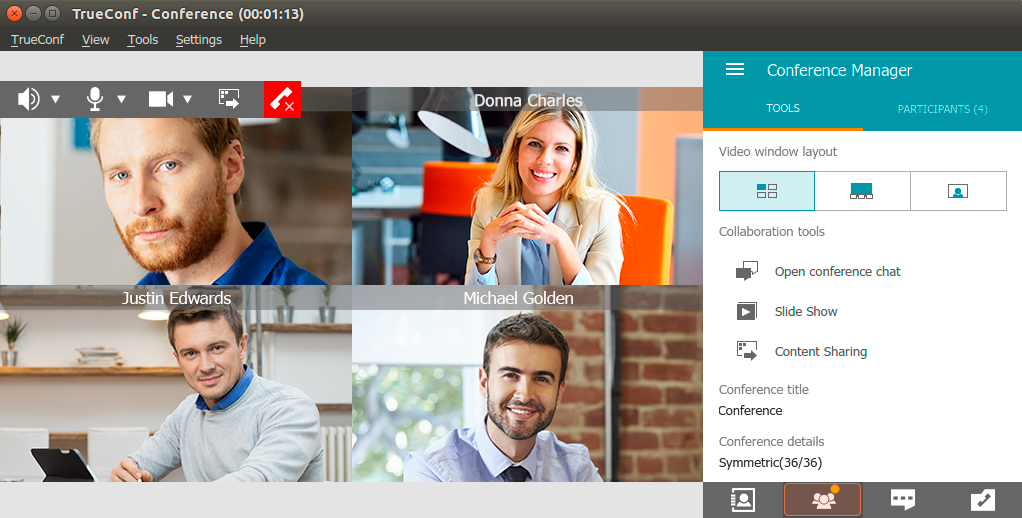 TrueConf - Conference (00:01:13)
TrueConf View Tools Settings Help
Donna Charles
Justin Edwards
Michael Golden
Conference Manager
TOOLS
PARTICIPANTS (4)
Video window layout
Collaboration tools
Open conference chat
Slide Show
Content Sharing
Conference title
Conference
Conference details
Symmetric(36/36)